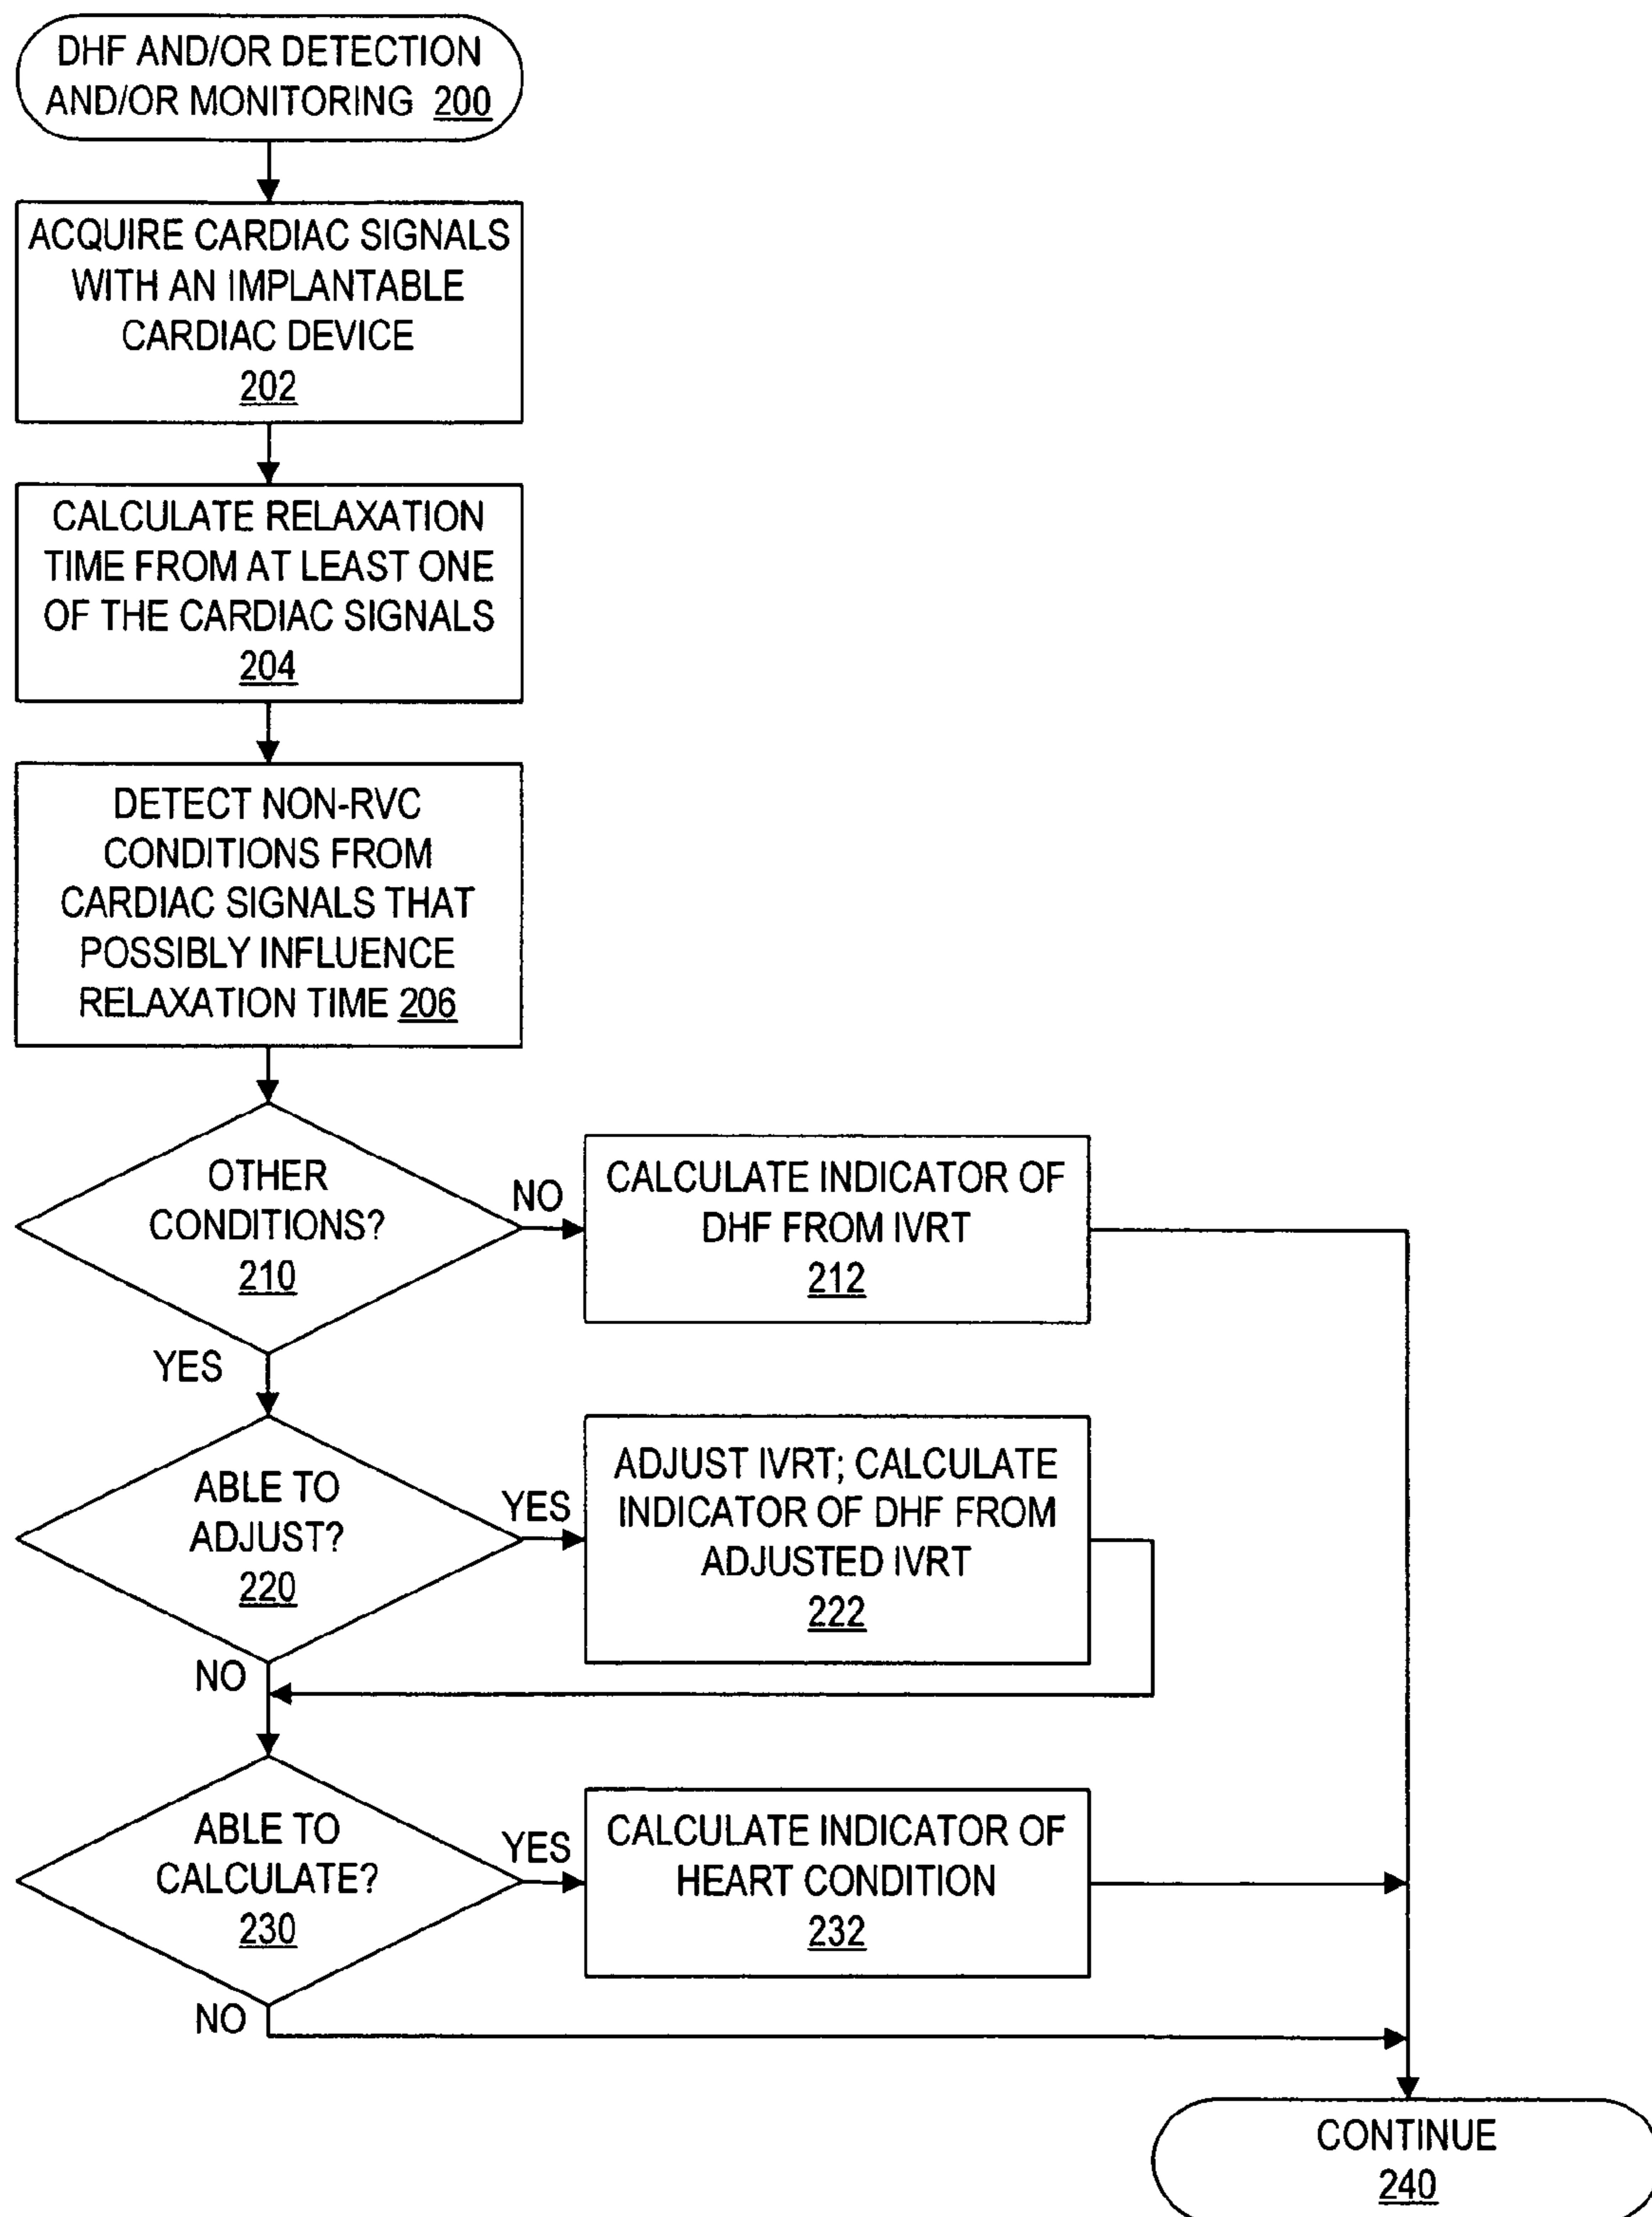 DHF AND/OR DETECTION
AND/OR MONITORING 200
ACQUIRE CARDIAC SIGNALS
WITH AN IMPLANTABLE
CARDIAC DEVICE
202
CALCULATE RELAXATION
TIME FROM AT LEAST ONE
OF THE CARDIAC SIGNALS
204
DETECT NON-RVC
CONDITIONS FROM
CARDIAC SIGNALS THAT
POSSIBLY INFLUENCE
RELAXATION TIME 206
OTHER
CONDITIONS?
210
NO
CALCULATE INDICATOR OF
DHF FROM IVRT
212
YES
ABLE TO
ADJUST?
220
YES
ADJUST IVRT; CALCULATE
INDICATOR OF DHF FROM
ADJUSTED IVRT
222
NO
ABLE TO
CALCULATE?
230
YES
CALCULATE INDICATOR OF
HEART CONDITION
232
NO
CONTINUE
240